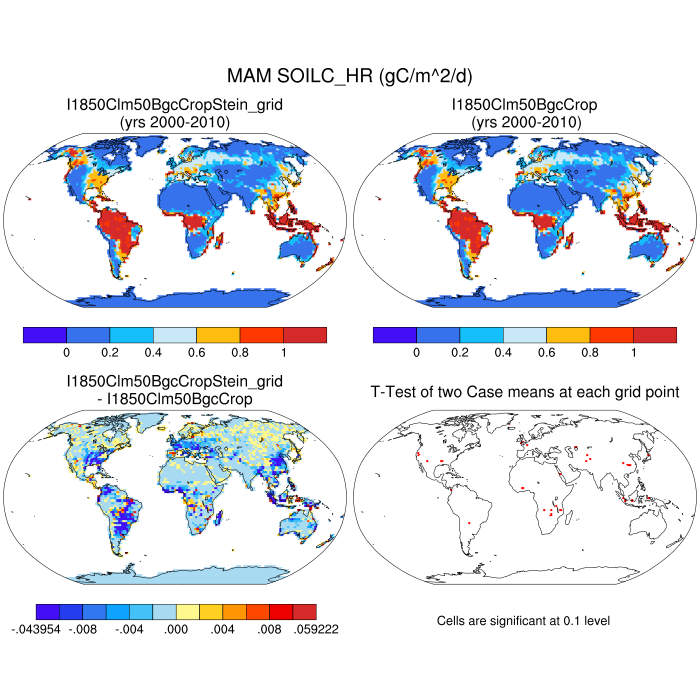 MAM SOILC_HR (gC/m^2/d)
I1850Clm50BgcCropStein_grid
(yrs 2000-2010)
I1850Clm50BgcCrop
(yrs 2000-2010)
0 0.2 0.4 0.6 0.8 1
0 0.2 0.4 0.6 0.8 1
I1850Clm50BgcCropStein_grid
- I1850Clm50BgcCrop
T-Test of two Case means at each grid point
-.043954 -.008 -.004 .000 .004 .008 .059222
Cells are significant at 0.1 level